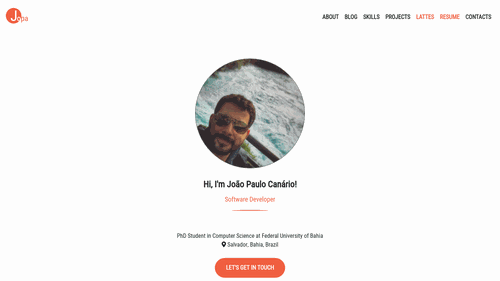 Jopa
ABOUT BLOG SKILLS PROJECTS LATTES RESUME CONTACTS
Hi, I'm João Paulo Canário!
Software Developer
PhD Student in Computer Science at Federal University of Bahia
Salvador, Bahia, Brazil
LET'S GET IN TOUCH